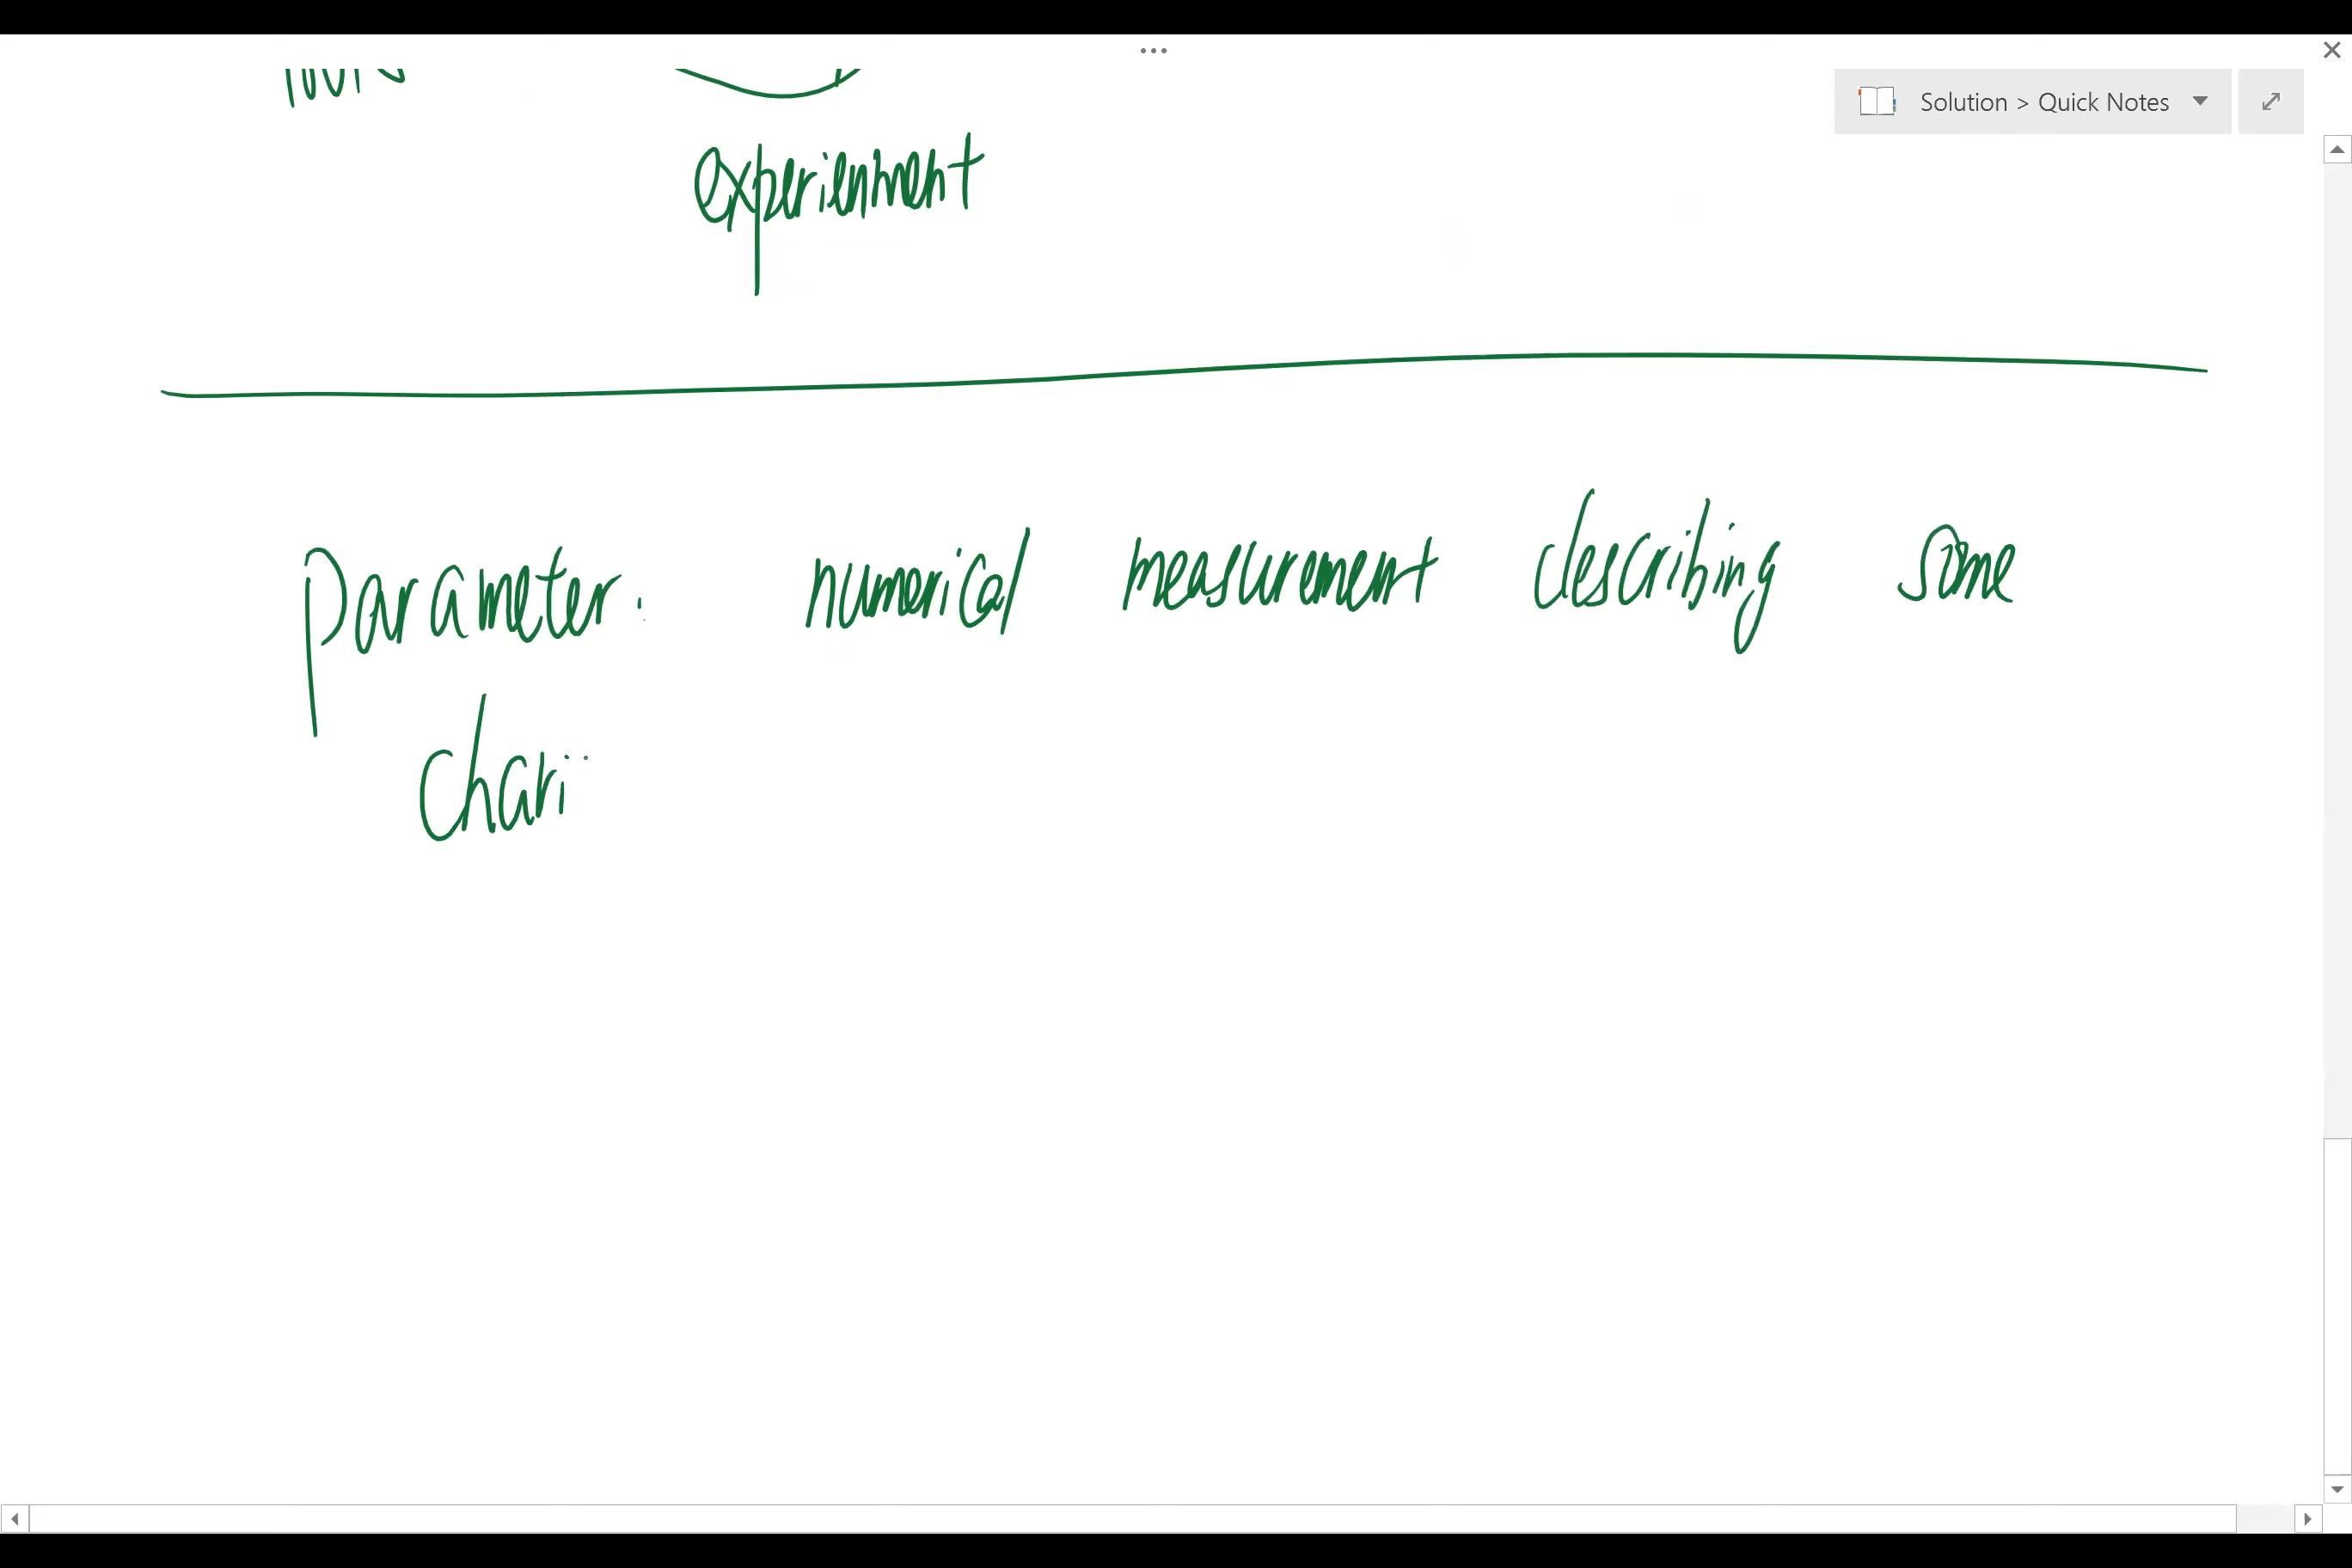 Solution > Quick Notes
experiment
parameter: numerical measurement describing some
chari